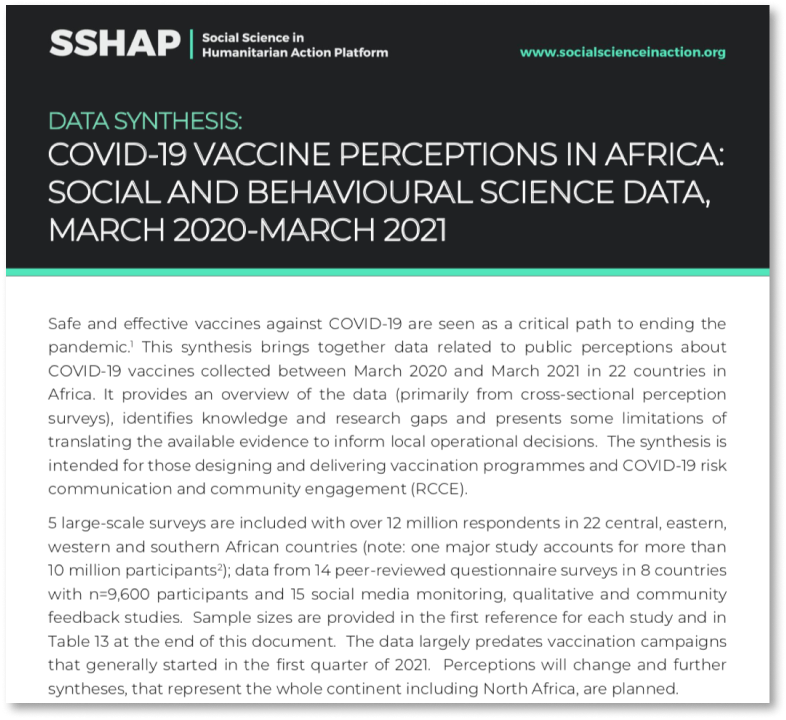 SSHAP
Social Science in
Humanitarian Action Platform
www.socialscienceinaction.org
DATA SYNTHESIS:
COVID-19 VACCINE PERCEPTIONS IN AFRICA:
SOCIAL AND BEHAVIOURAL SCIENCE DATA,
MARCH 2020-MARCH 2021
Safe and effective vaccines against COVID-19 are seen as a critical path to ending the
pandemic.¹ This synthesis brings together data related to public perceptions about
COVID-19 vaccines collected between March 2020 and March 2021 in 22 countries in
Africa. It provides an overview of the data (primarily from cross-sectional perception
surveys), identifies knowledge and research gaps and presents some limitations of
translating the available evidence to inform local operational decisions. The synthesis is
intended for those designing and delivering vaccination programmes and COVID-19 risk
communication and community engagement (RCCE).
5 large-scale surveys are included with over 12 million respondents in 22 central, eastern,
western and southern African countries (note: one major study accounts for more than
10 million participants²); data from 14 peer-reviewed questionnaire surveys in 8 countries
with n=9,600 participants and 15 social media monitoring, qualitative and community
feedback studies. Sample sizes are provided in the first reference for each study and in
Table 13 at the end of this document. The data largely predates vaccination campaigns
that generally started in the first quarter of 2021. Perceptions will change and further
syntheses, that represent the whole continent including North Africa, are planned.